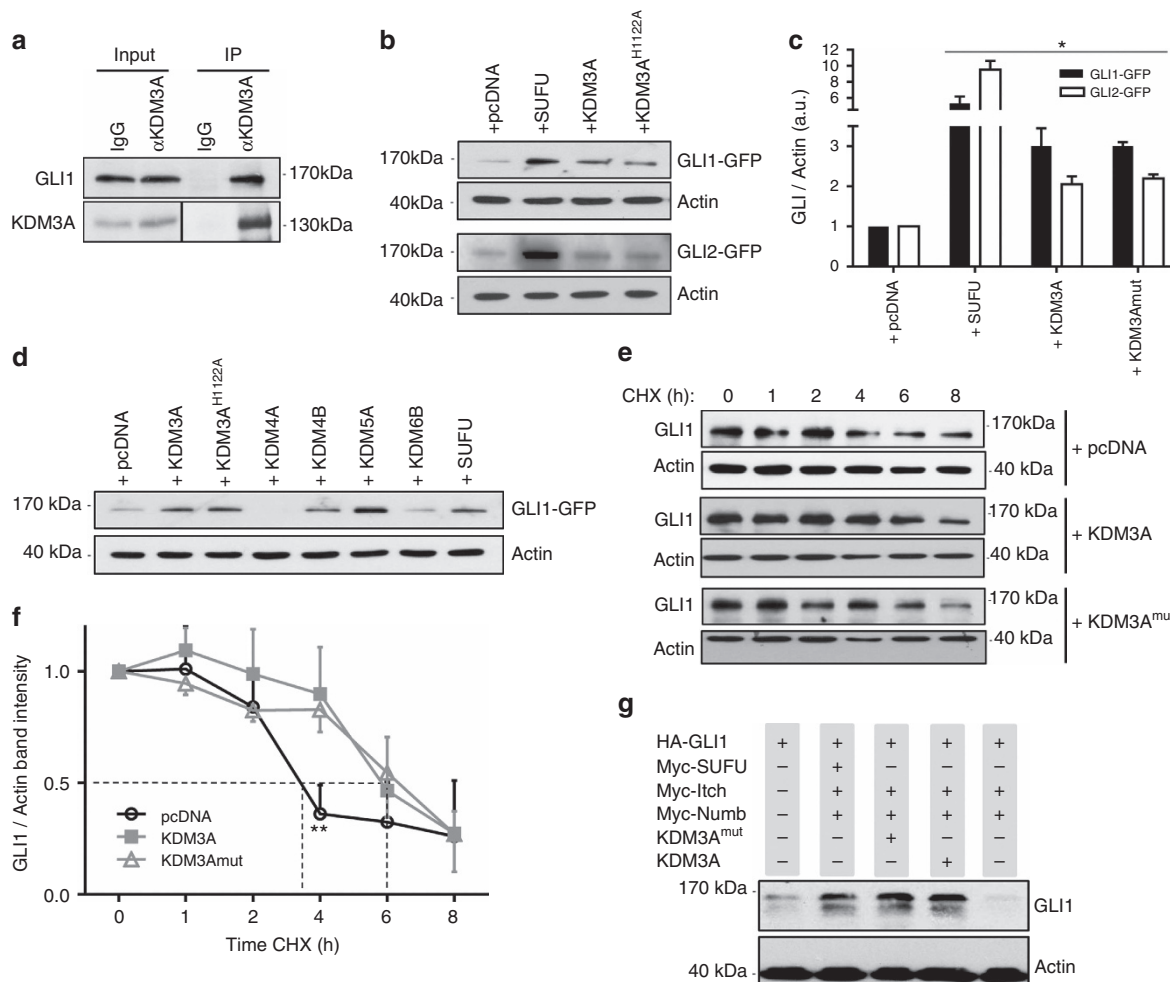 a
Input IP
IgG
αKDM3A
IgG
αKDM3A
GLI1
170kDa
KDM3A
130kDa
b
+pcDNA
+SUFU
+KDM3A
+KDM3A^H1122A
170kDa
GLI1-GFP
40kDa
Actin
170kDa
GLI2-GFP
40kDa
Actin
c
*
GLI1-GFP
GLI2-GFP
GLI / Actin (a.u.)
12
10
8
6
3
2
1
0
+ pcDNA
+ SUFU
+ KDM3A
+ KDM3Amut
d
+ pcDNA
+ KDM3A
+ KDM3A^H1122A
+ KDM4A
+ KDM4B
+ KDM5A
+ KDM6B
+ SUFU
170 kDa
GLI1-GFP
40 kDa
Actin
e
CHX (h): 0 1 2 4 6 8
GLI1
170kDa
Actin
40 kDa
+ pcDNA
GLI1
170 kDa
Actin
40 kDa
+ KDM3A
GLI1
170 kDa
Actin
40 kDa
+ KDM3A^mu
f
GLI1 / Actin band intensity
1.0
0.5
0.0
pcDNA
KDM3A
KDM3Amut
**
0 1 2 4 6 8
Time CHX (h)
g
HA-GLI1 + + + + +
Myc-SUFU – + – – –
Myc-Itch – + + + +
Myc-Numb – + + + +
KDM3A^mut – – + – –
KDM3A – – – + –
170 kDa
GLI1
40 kDa
Actin